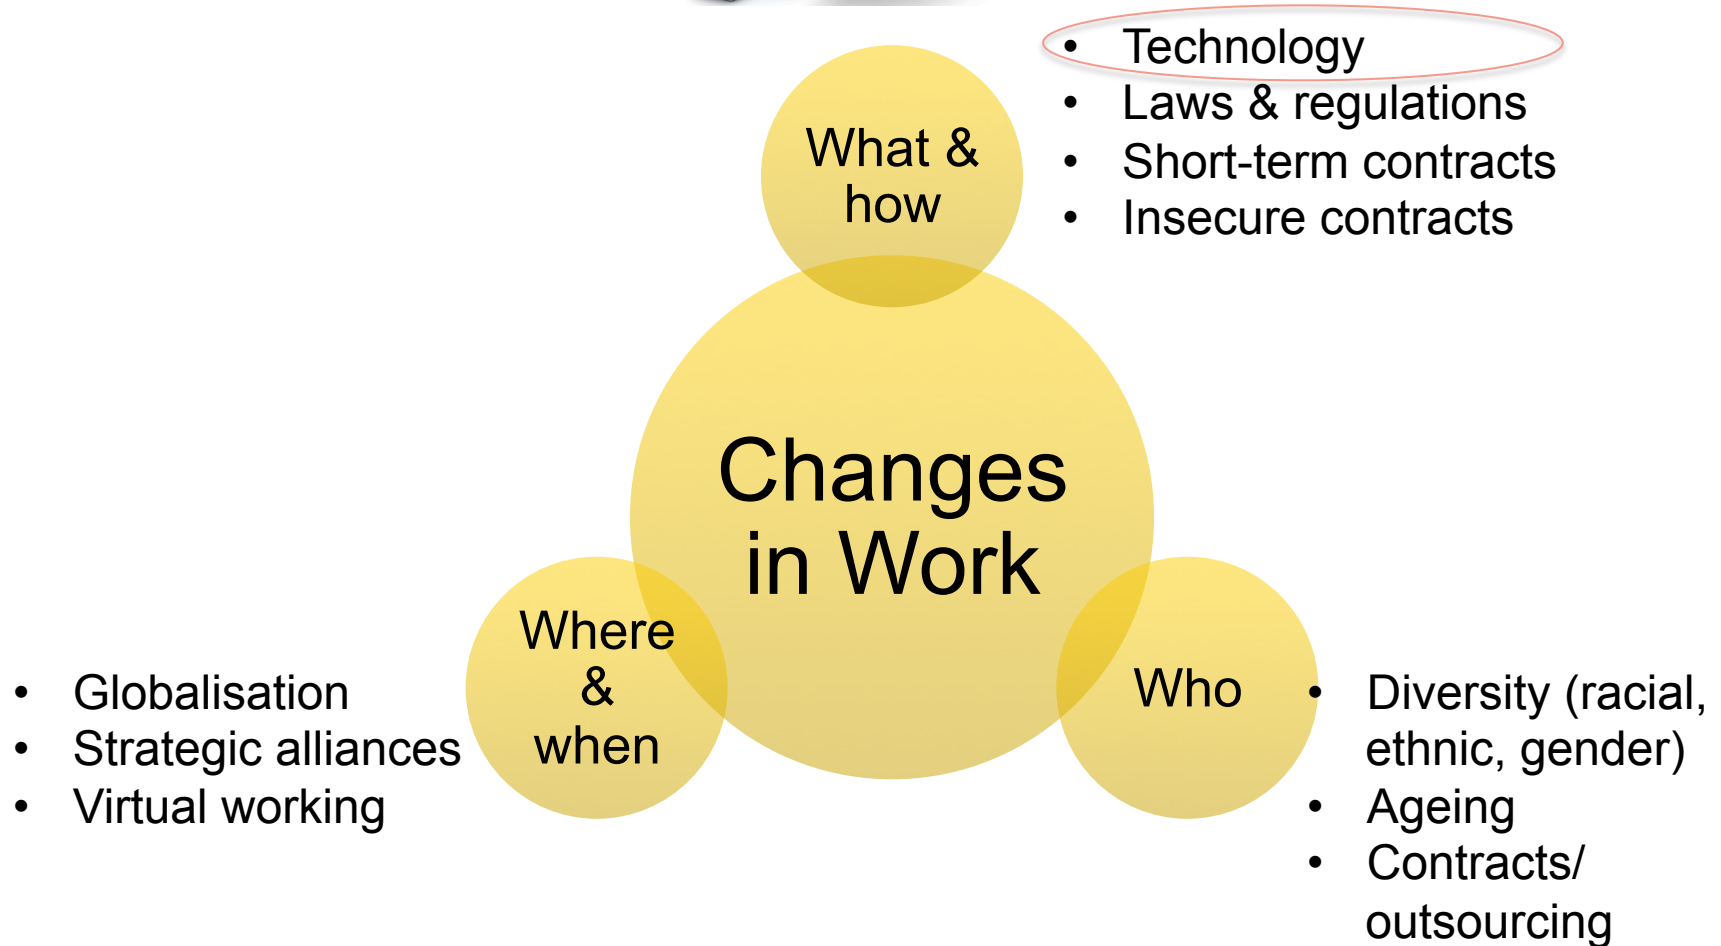 • Technology
• Laws & regulations
• Short-term contracts
• Insecure contracts
What &
how
Changes
in Work
Where
&
when
• Globalisation
• Strategic alliances
• Virtual working
Who
• Diversity (racial,
ethnic, gender)
• Ageing
• Contracts/
outsourcing